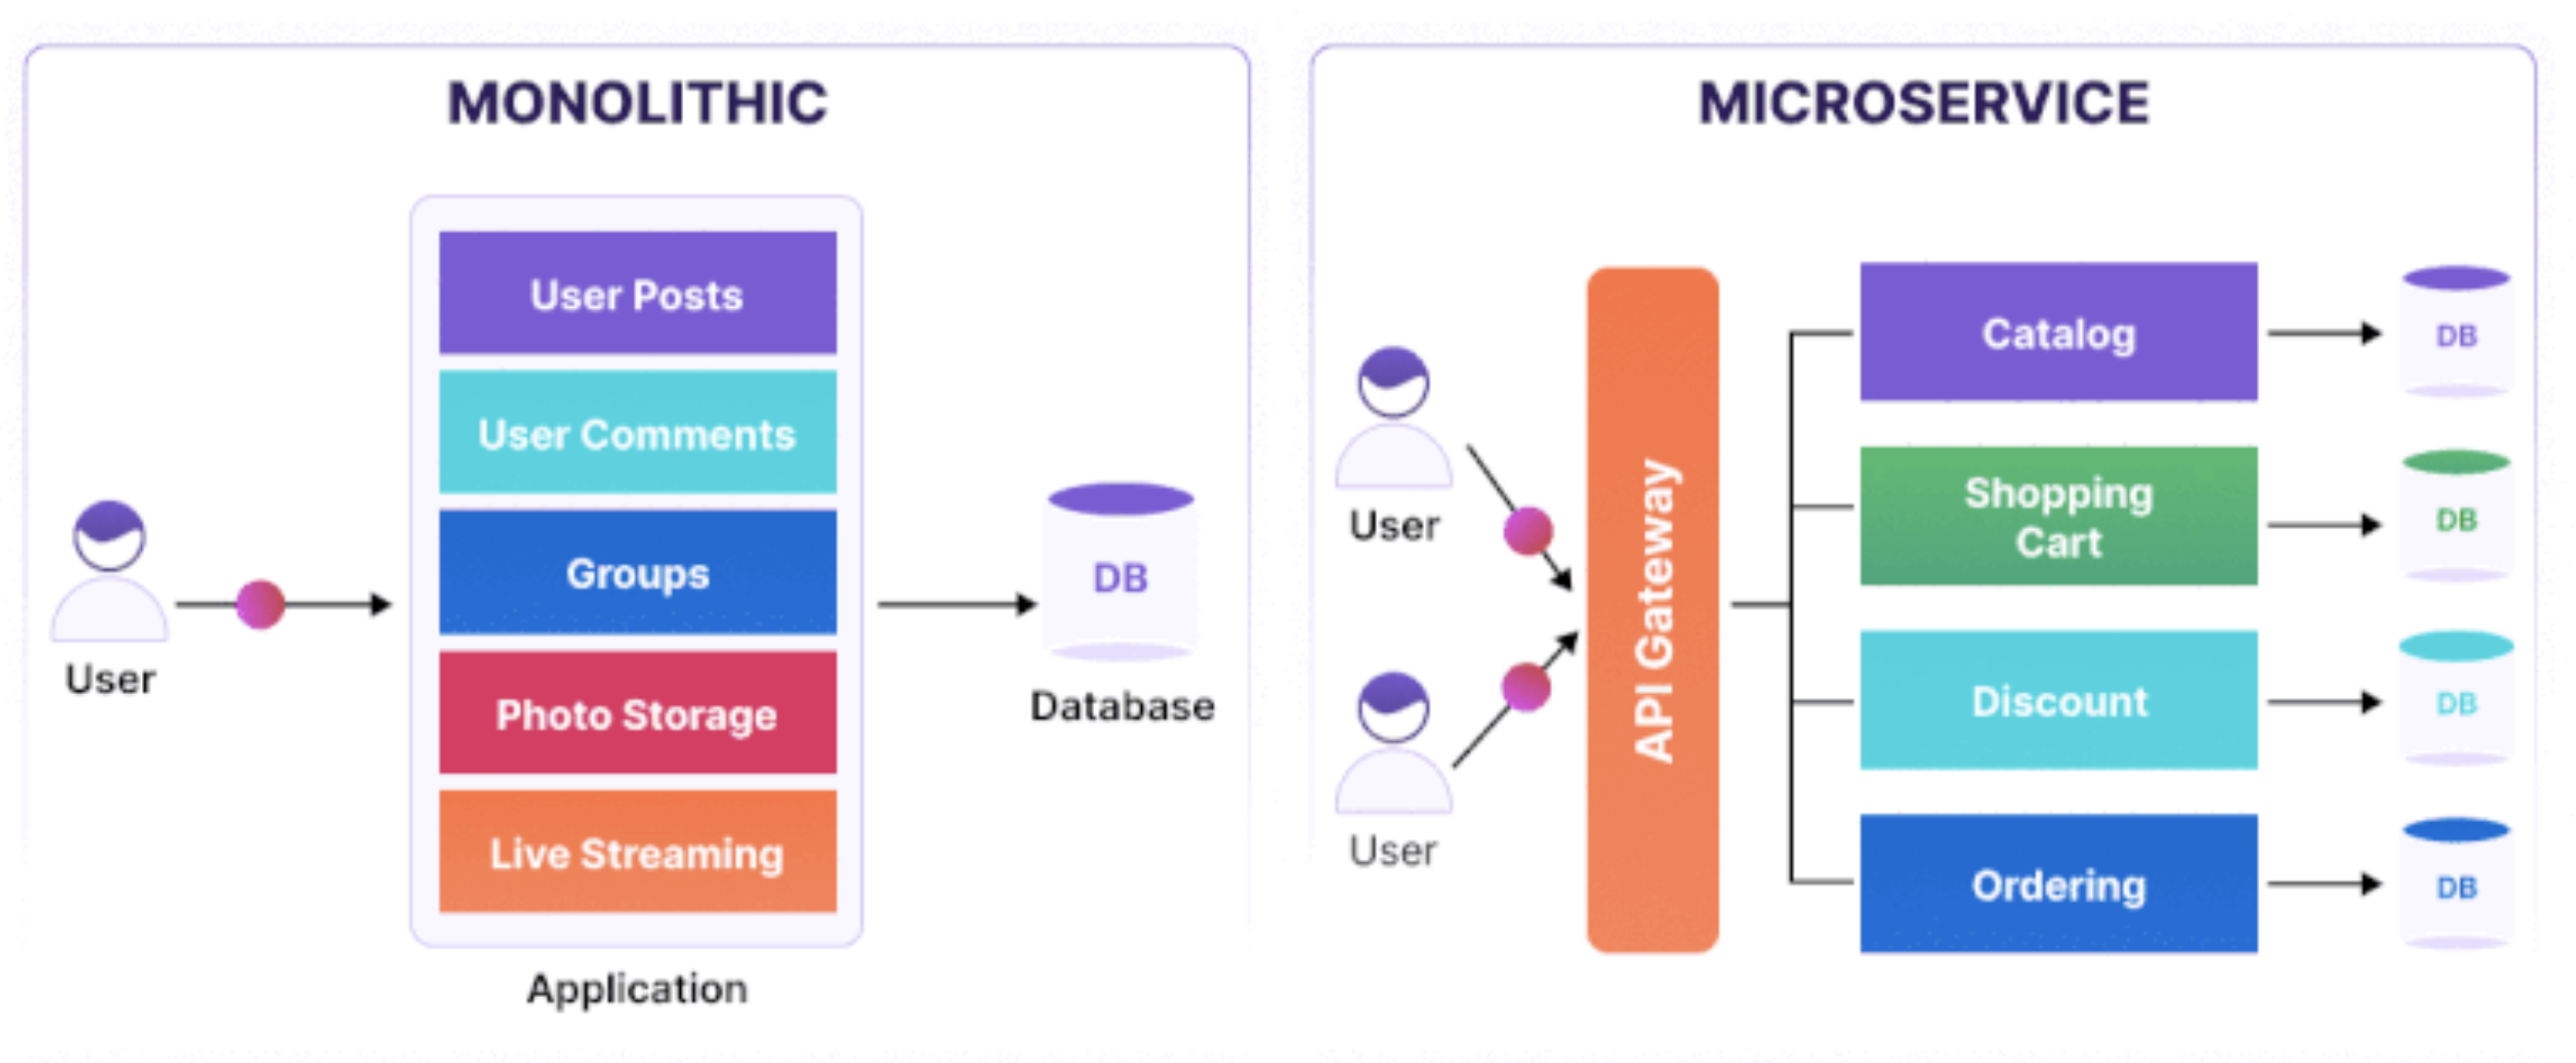 MONOLITHIC
User Posts
User Comments
Groups
Photo Storage
Live Streaming
User
Application
DB
Database
MICROSERVICE
User
User
API Gateway
Catalog
DB
Shopping
Cart
DB
Discount
DB
Ordering
DB